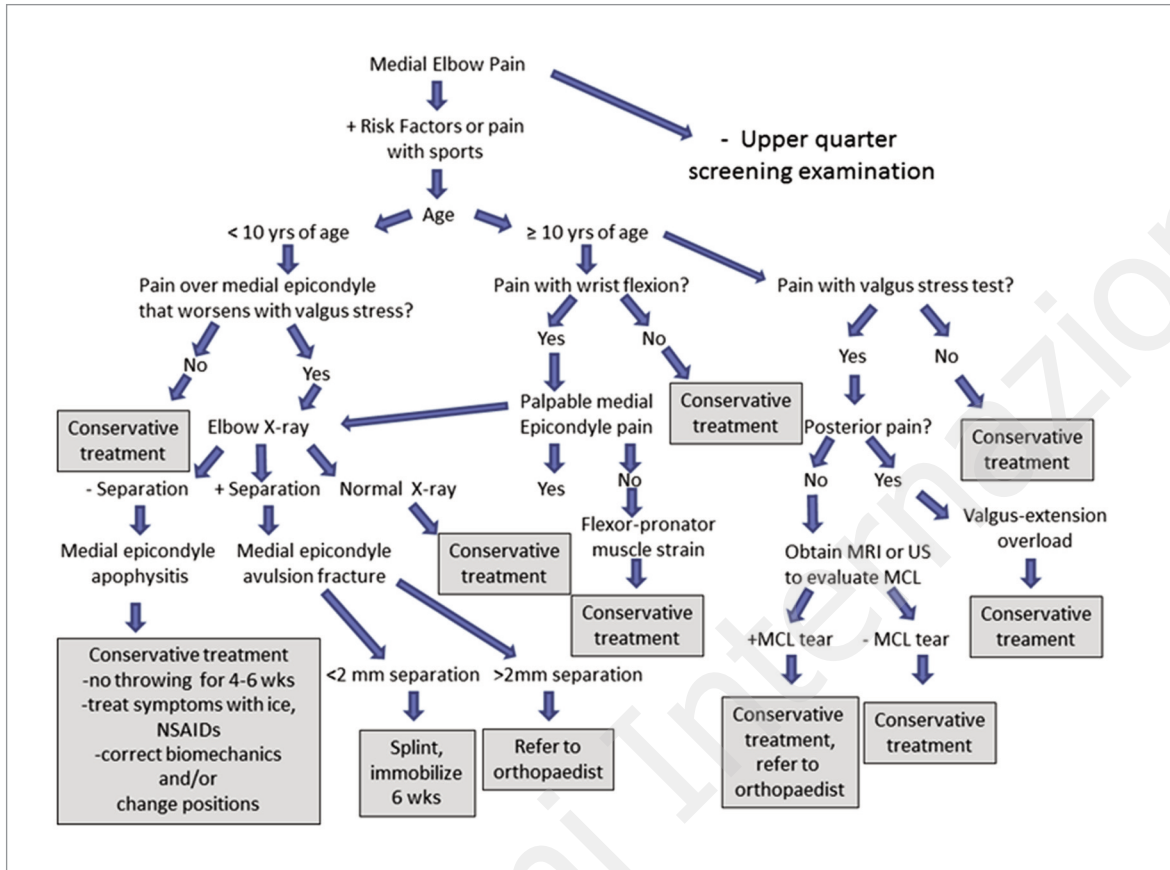 Medial Elbow Pain
+ Risk Factors or pain
with sports
- Upper quarter
screening examination
Age
< 10 yrs of age
≥ 10 yrs of age
Pain over medial epicondyle
that worsens with valgus stress?
Pain with wrist flexion?
Pain with valgus stress test?
No
Yes
Yes
No
Yes
No
Conservative
treatment
Elbow X-ray
Palpable medial
Epicondyle pain
Conservative
treatment
Posterior pain?
Conservative
treatment
- Separation
+ Separation
Normal X-ray
Yes
No
No
Yes
Medial epicondyle
apophysitis
Medial epicondyle
avulsion fracture
Conservative
treatment
Flexor-pronator
muscle strain
Obtain MRI or US
to evaluate MCL
Valgus-extension
overload
Conservative
treatment
Conservative
treament
Conservative treatment
-no throwing for 4-6 wks
-treat symptoms with ice,
NSAIDs
-correct biomechanics
and/or
change positions
<2 mm separation
>2mm separation
+MCL tear
- MCL tear
Splint,
immobilize
6 wks
Refer to
orthopaedist
Conservative
treatment,
refer to
orthopaedist
Conservative
treatment